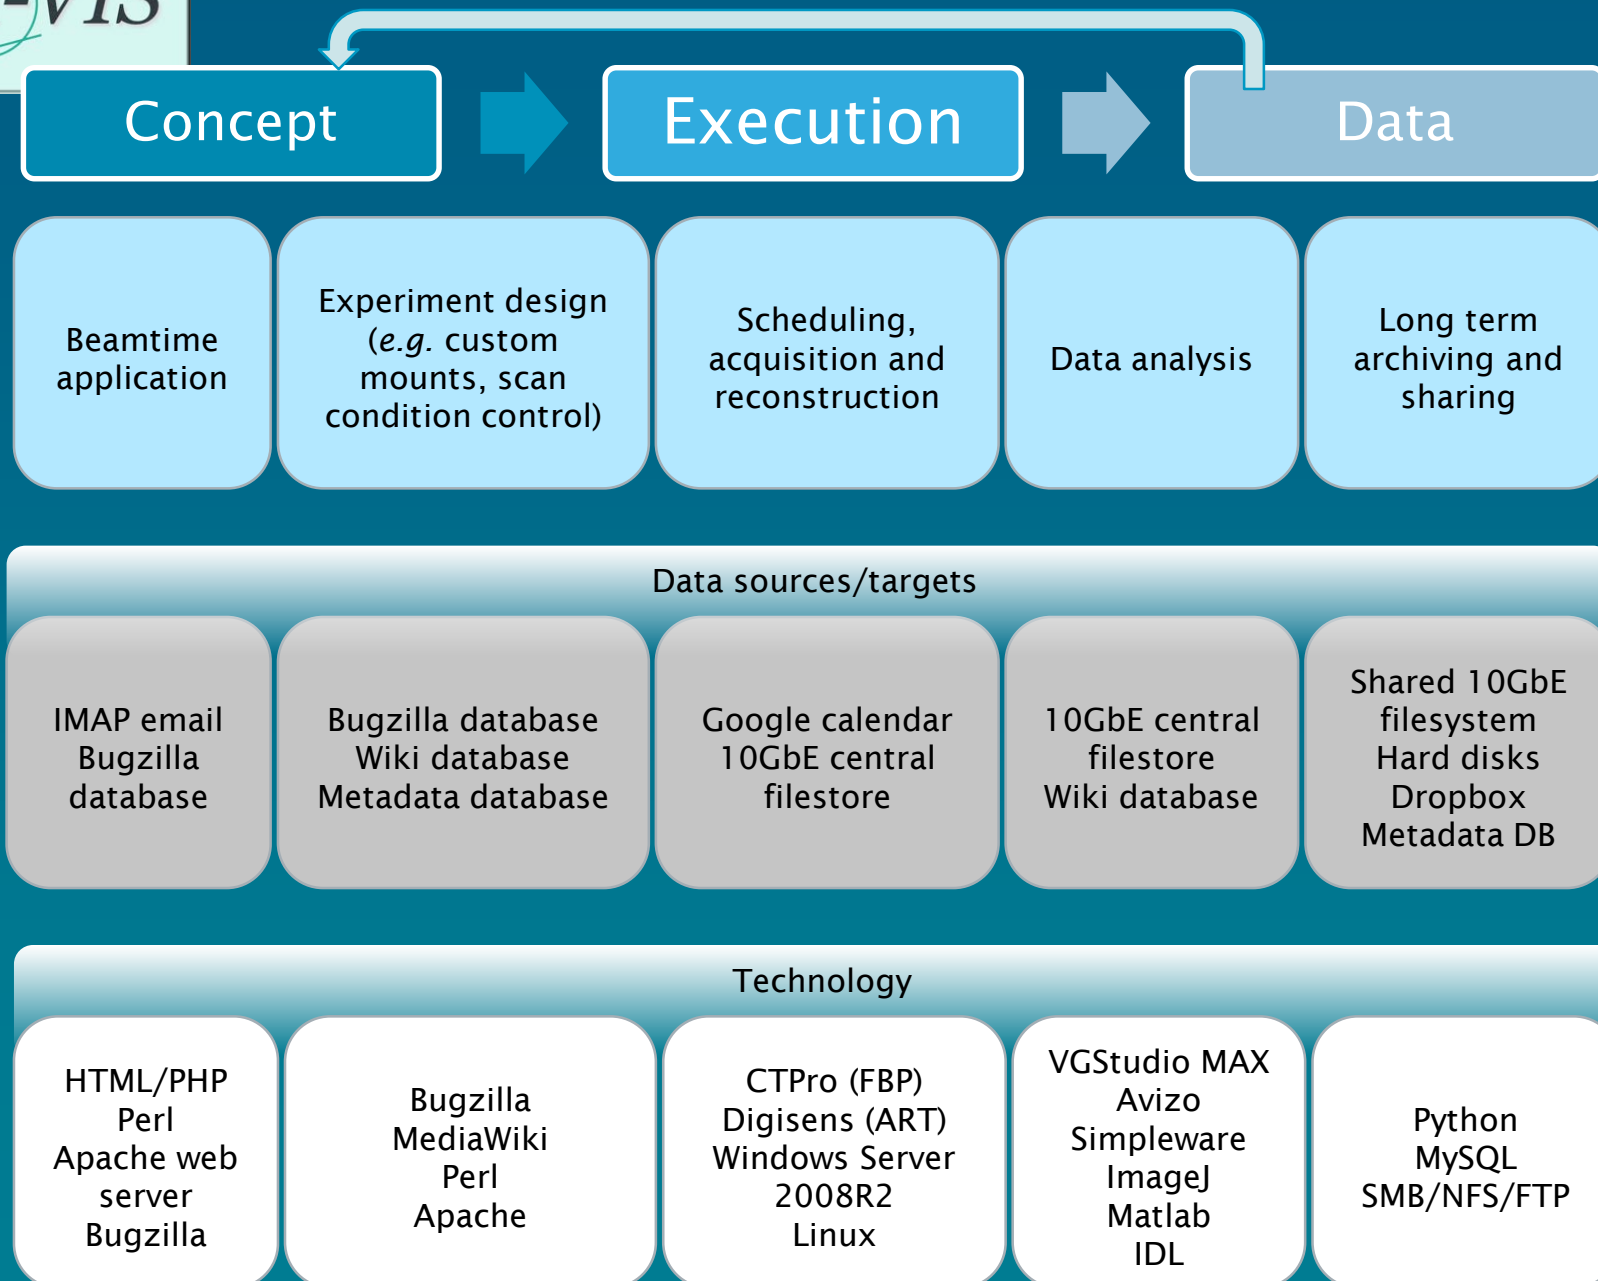 -VIS
Concept
Execution
Data
Beamtime
application
Experiment design
(e.g. custom
mounts, scan
condition control)
Scheduling,
acquisition and
reconstruction
Data analysis
Long term
archiving and
sharing
Data sources/targets
IMAP email
Bugzilla
database
Bugzilla database
Wiki database
Metadata database
Google calendar
10GbE central
filestore
10GbE central
filestore
Wiki database
Shared 10GbE
filesystem
Hard disks
Dropbox
Metadata DB
Technology
HTML/PHP
Perl
Apache web
server
Bugzilla
Bugzilla
MediaWiki
Perl
Apache
CTPro (FBP)
Digisens (ART)
Windows Server
2008R2
Linux
VGStudio MAX
Avizo
Simpleware
ImageJ
Matlab
IDL
Python
MySQL
SMB/NFS/FTP